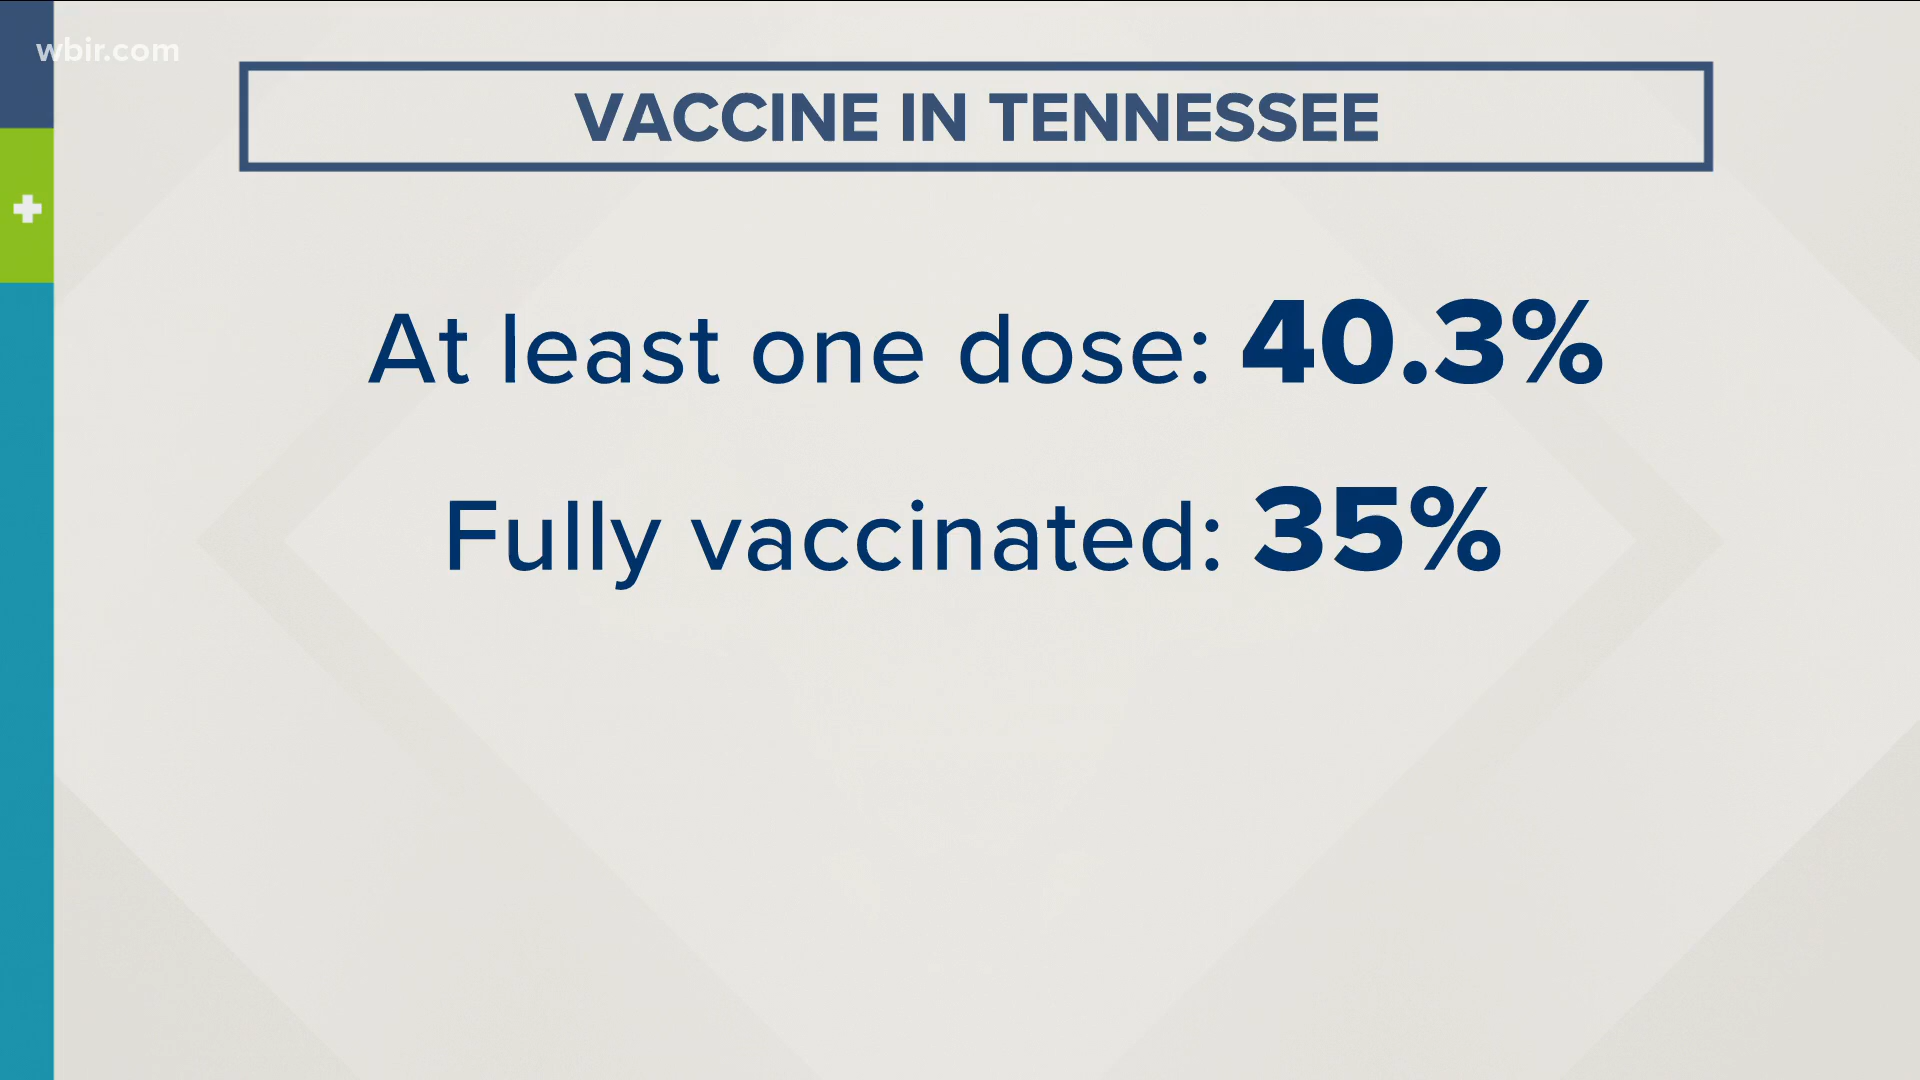 wbir.com
VACCINE IN TENNESSEE
At least one dose: 40.3%
Fully vaccinated: 35%